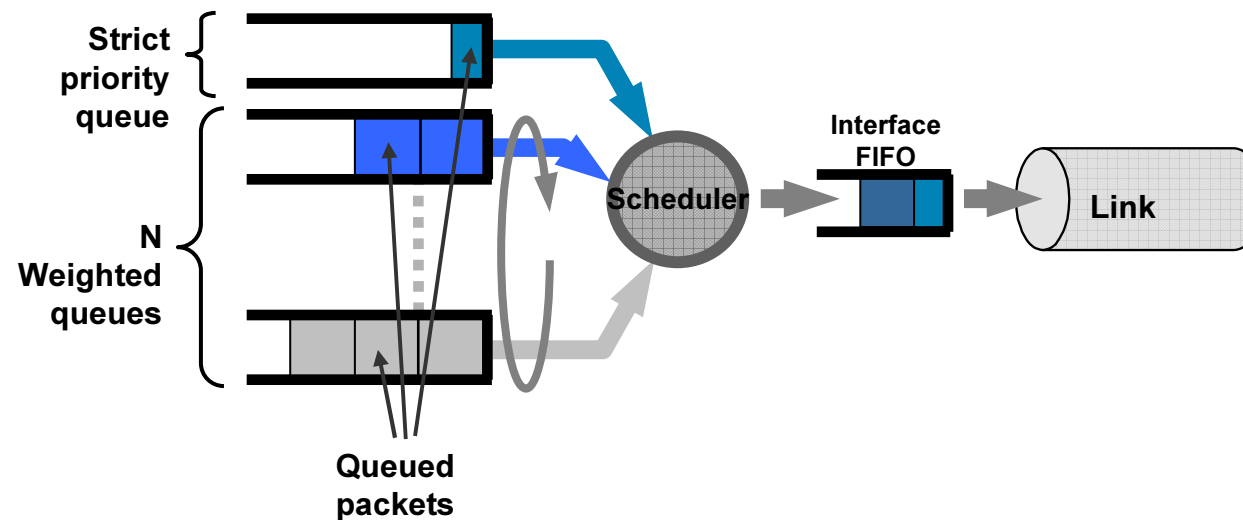 Strict
priority
queue
N
Weighted
queues
Queued
packets
Scheduler
Interface
FIFO
Link